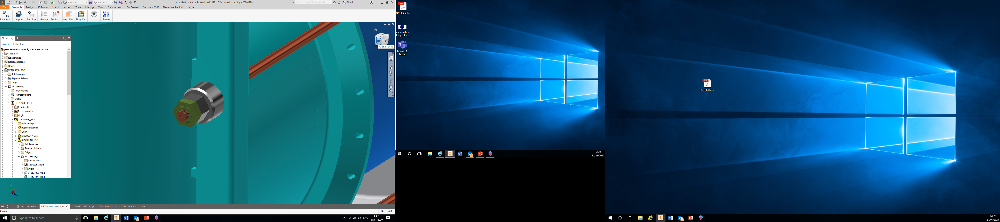 Material
Appearance
Autodesk Inventor Professional 2018 DFX tunnel assembly - 20200129
Search Help & Commands...
Sign In
File Assemble Design 3D Model Sketch Inspect Tools Manage View Environments Get Started Autodesk A360 Electromechanical
Relations... Compon... Position Manage Producti... Work Fea... Simplific... Pattern
Model
Assembly | Modeling
DFX tunnel assembly - 20200129.iam
3rd Party
Relationships
Representations
Origin
ST1209096_01.1
Relationships
Representations
Origin
ST1208942_01.1
Relationships
Representations
Origin
ST1201683_01.1
Relationships
Representations
Origin
ST1208719_01.1
Relationships
Representations
Origin
ST1205347_01.1
ST1208668_01.1
Relationships
Representations
Origin
ST1174824_01.1
Relationships
Representations
Origin
ST1174826_01.1
ST1174943_01.1
LEFT
Click or Drag
Y
Z
My Home DFX tunnel asse...iam ISO 4032_M12-A...ipt DFX tunnel asse... DFX tunnel asse...iam
Ready
214 612
Type here to search
ENG
12:39
31/01/2020
PDF
o01a_3_34...
Vacuum top
lange blan...
Microsoft
Teams
12:39
31/01/2020
PDF
PO 60833743
12:39
31/01/2020